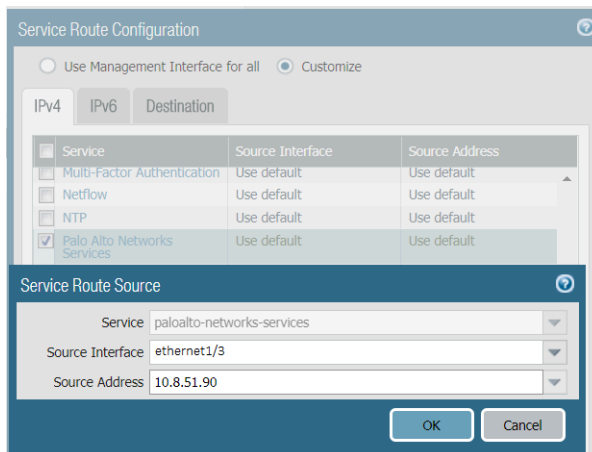 Service Route Configuration
Use Management Interface for all Customize
IPv4 IPv6 Destination
Service Source Interface Source Address
Multi-Factor Authentication Use default Use default
Netflow Use default Use default
NTP Use default Use default
Palo Alto Networks Use default Use default
Services
Service Route Source
Service paloalto-networks-services
Source Interface ethernet1/3
Source Address 10.8.51.90
OK Cancel